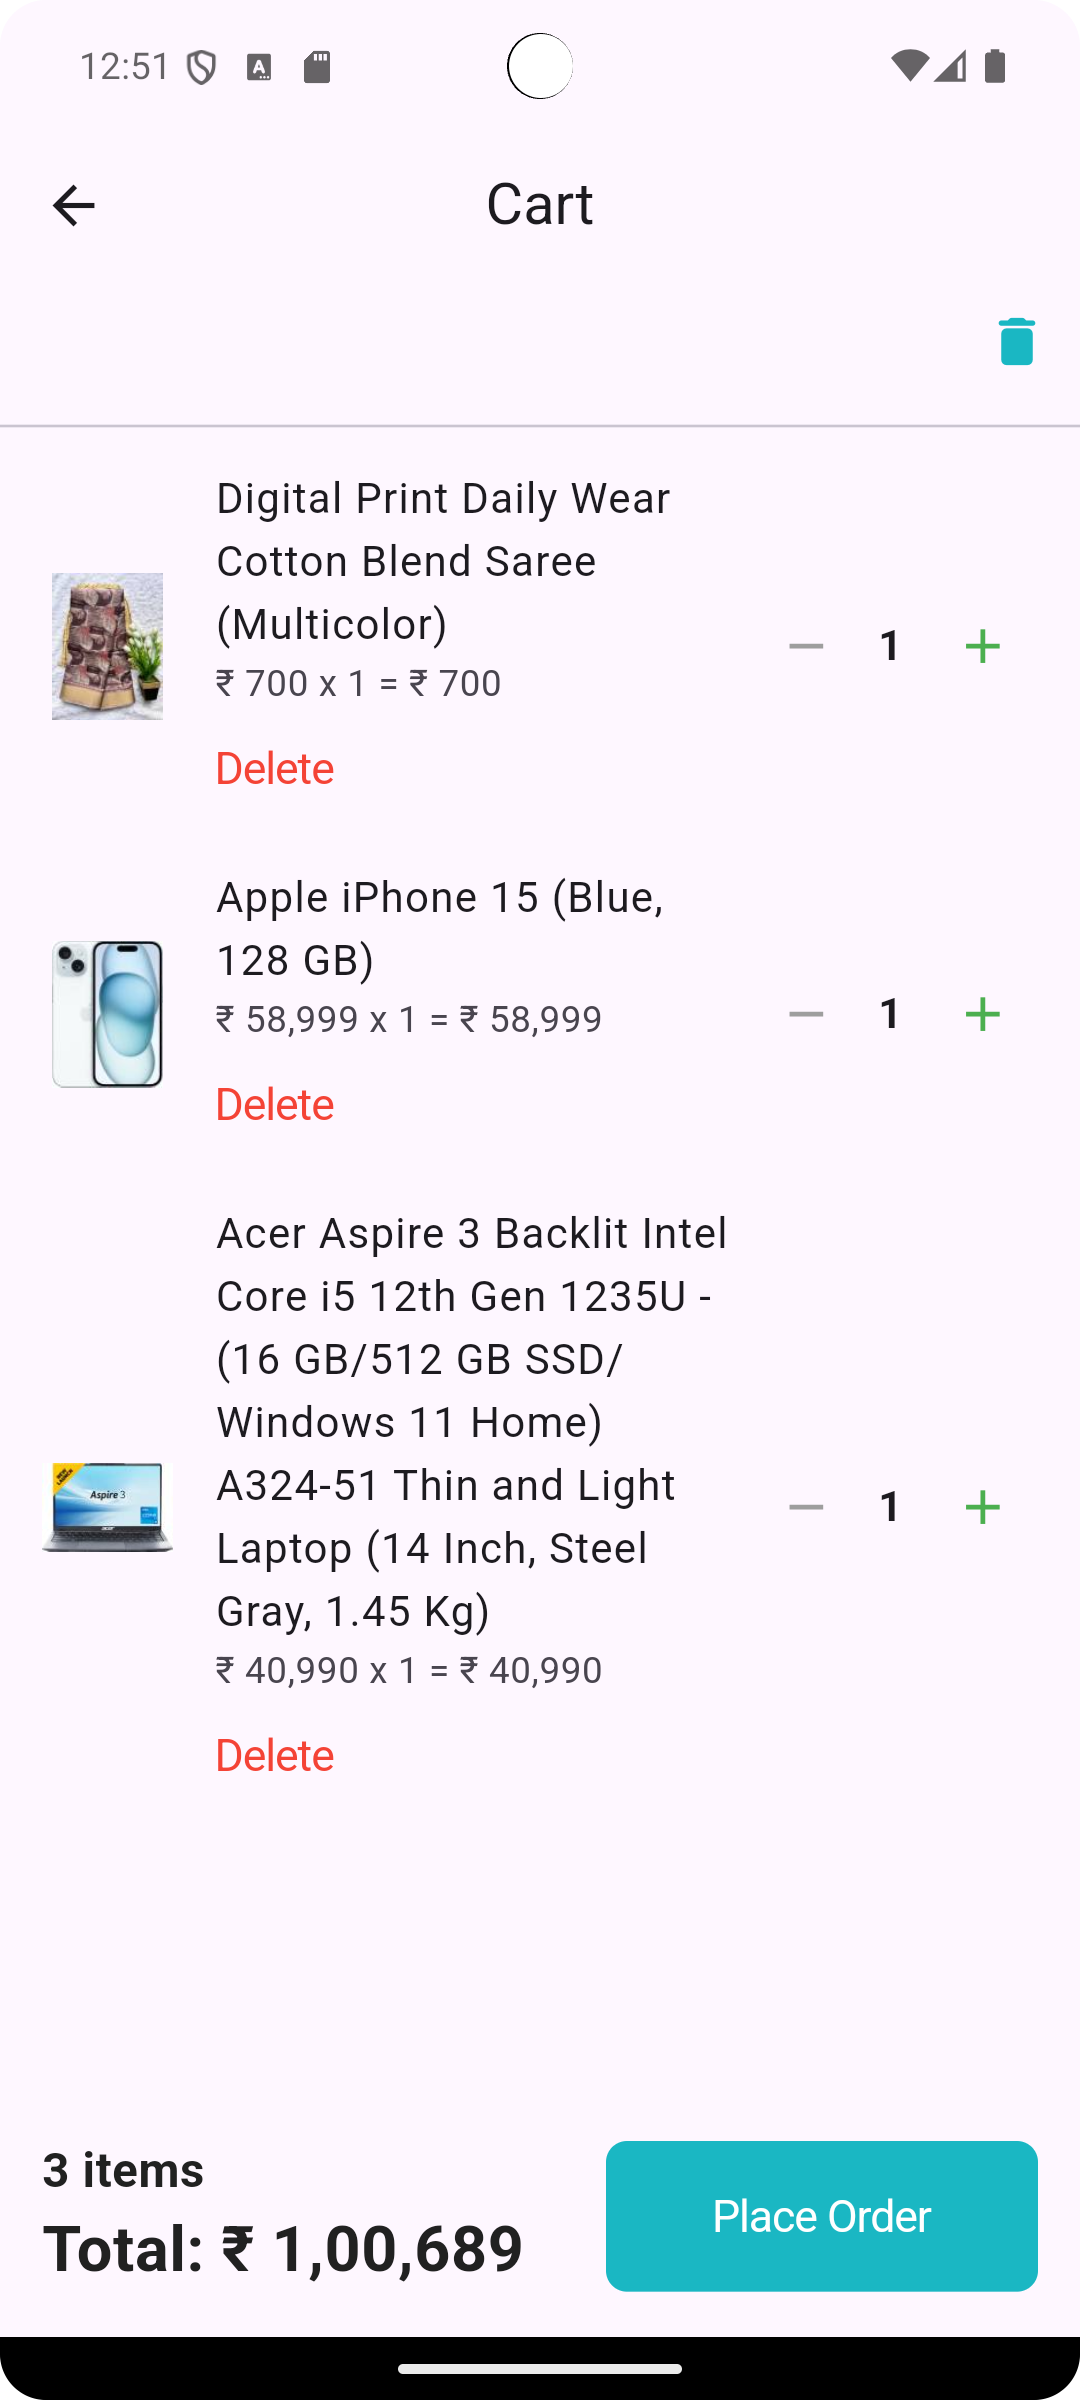 12:51
Cart
Digital Print Daily Wear
Cotton Blend Saree
(Multicolor)
₹ 700 x 1 = ₹ 700
1
Delete
Apple iPhone 15 (Blue,
128 GB)
₹ 58,999 x 1 = ₹ 58,999
1
Delete
Acer Aspire 3 Backlit Intel
Core i5 12th Gen 1235U -
(16 GB/512 GB SSD/
Windows 11 Home)
A324-51 Thin and Light
Laptop (14 Inch, Steel
Gray, 1.45 Kg)
₹ 40,990 x 1 = ₹ 40,990
Aspire 3
1
Delete
3 items
Total: ₹ 1,00,689
Place Order